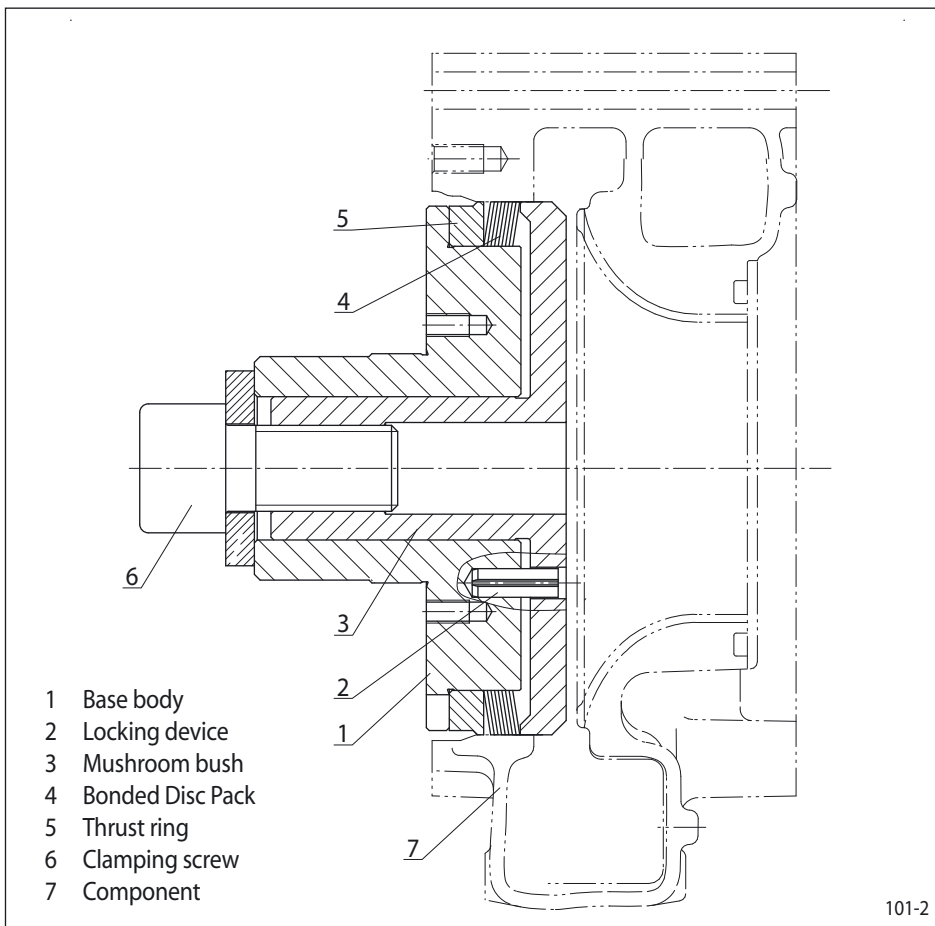 5
4
6
3
2
1
7
1 Base body
2 Locking device
3 Mushroom bush
4 Bonded Disc Pack
5 Thrust ring
6 Clamping screw
7 Component
101-2